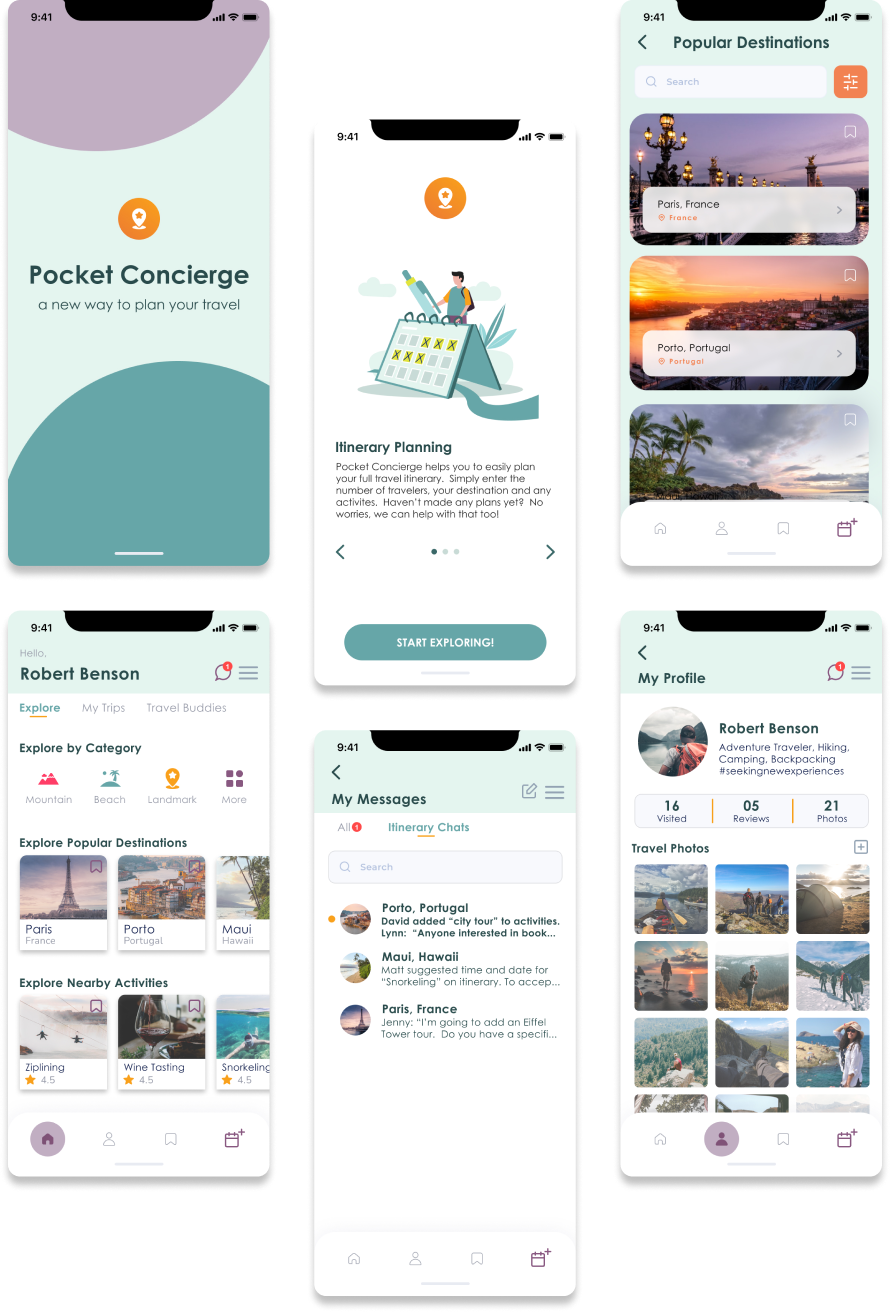 9:41
Pocket Concierge
a new way to plan your travel
9:41
Itinerary Planning
Pocket Concierge helps you to easily plan
your full travel itinerary.  Simply enter the
number of travelers, your destination and any
activites.  Haven't made any plans yet?  No
worries, we can help with that too!
START EXPLORING!
9:41
Popular Destinations
Search
Paris, France
France
Porto, Portugal
Portugal
9:41
Hello,
Robert Benson
1
Explore
My Trips
Travel Buddies
Explore by Category
Mountain
Beach
Landmark
More
Explore Popular Destinations
Paris
France
Porto
Portugal
Maui
Hawaii
Explore Nearby Activities
Ziplining
4.5
Wine Tasting
4.5
Snorkeling
4.5
9:41
My Messages
All 1
Itinerary Chats
Search
Porto, Portugal
David added “city tour” to activities.
Lynn:  “Anyone interested in book...
Maui, Hawaii
Matt suggested time and date for
“Snorkeling” on itinerary. To accep...
Paris, France
Jenny: “I’m going to add an Eiffel
Tower tour.  Do you have a specifi...
9:41
My Profile
1
Robert Benson
Adventure Traveler, Hiking,
Camping, Backpacking
#seekingnewexperiences
16
Visited
05
Reviews
21
Photos
Travel Photos